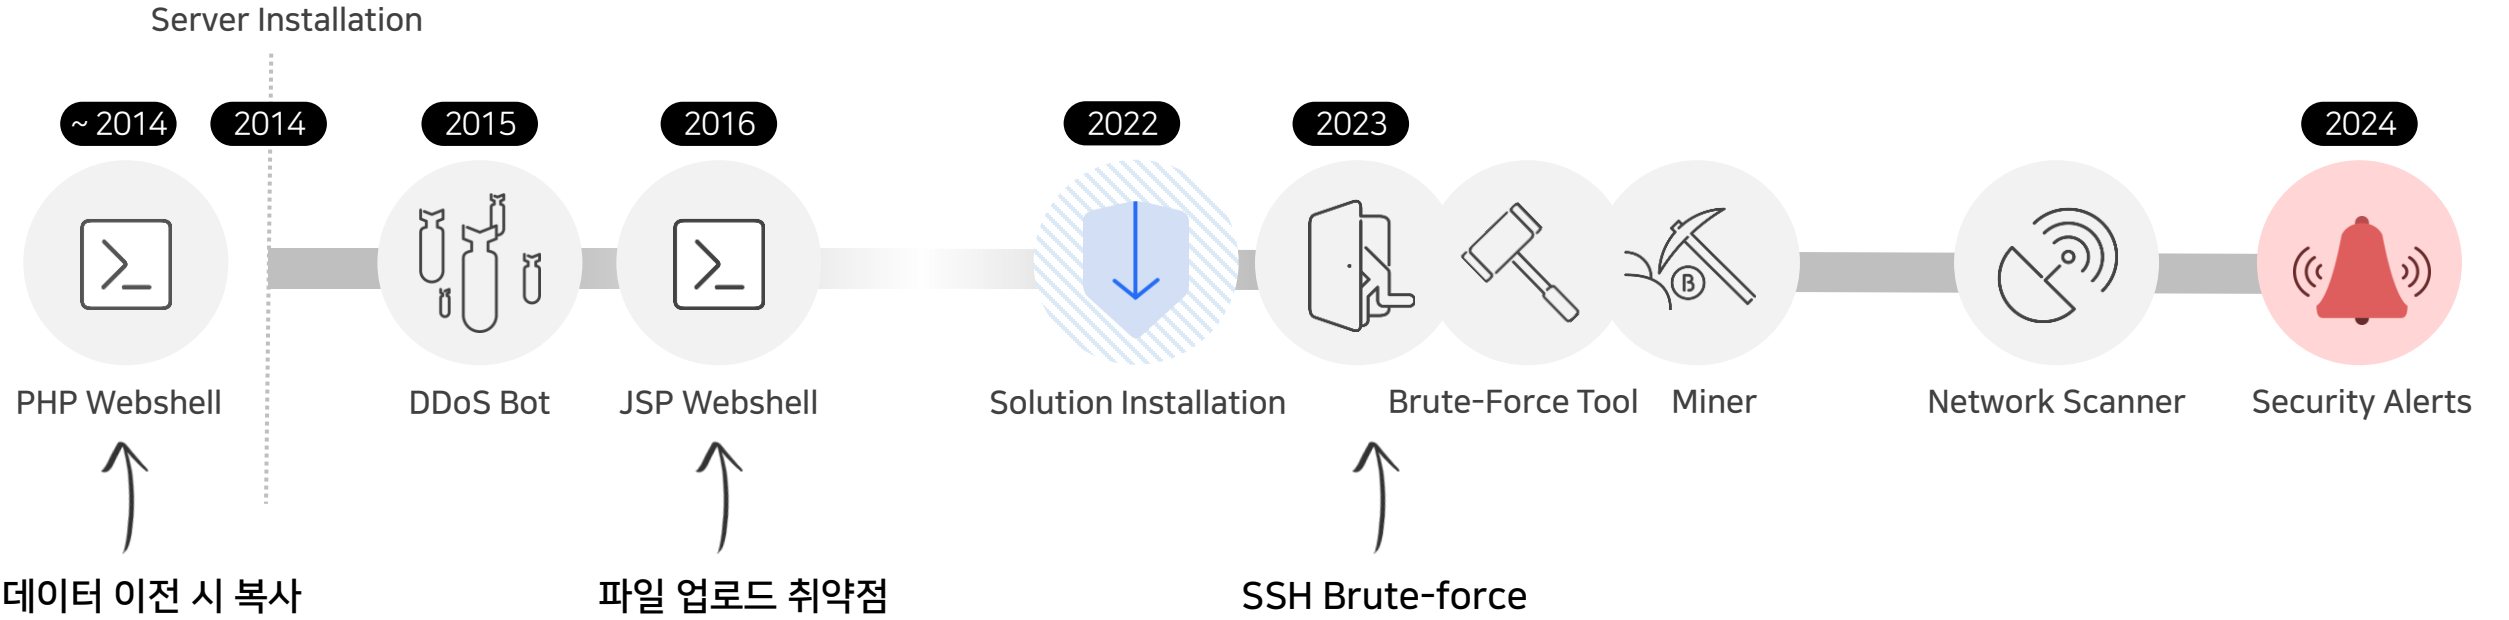 Server Installation
~ 2014
2014
2015
2016
2022
2023
2024
PHP Webshell
DDoS Bot
JSP Webshell
Solution Installation
Brute-Force Tool
Miner
Network Scanner
Security Alerts
데이터 이전 시 복사
파일 업로드 취약점
SSH Brute-force